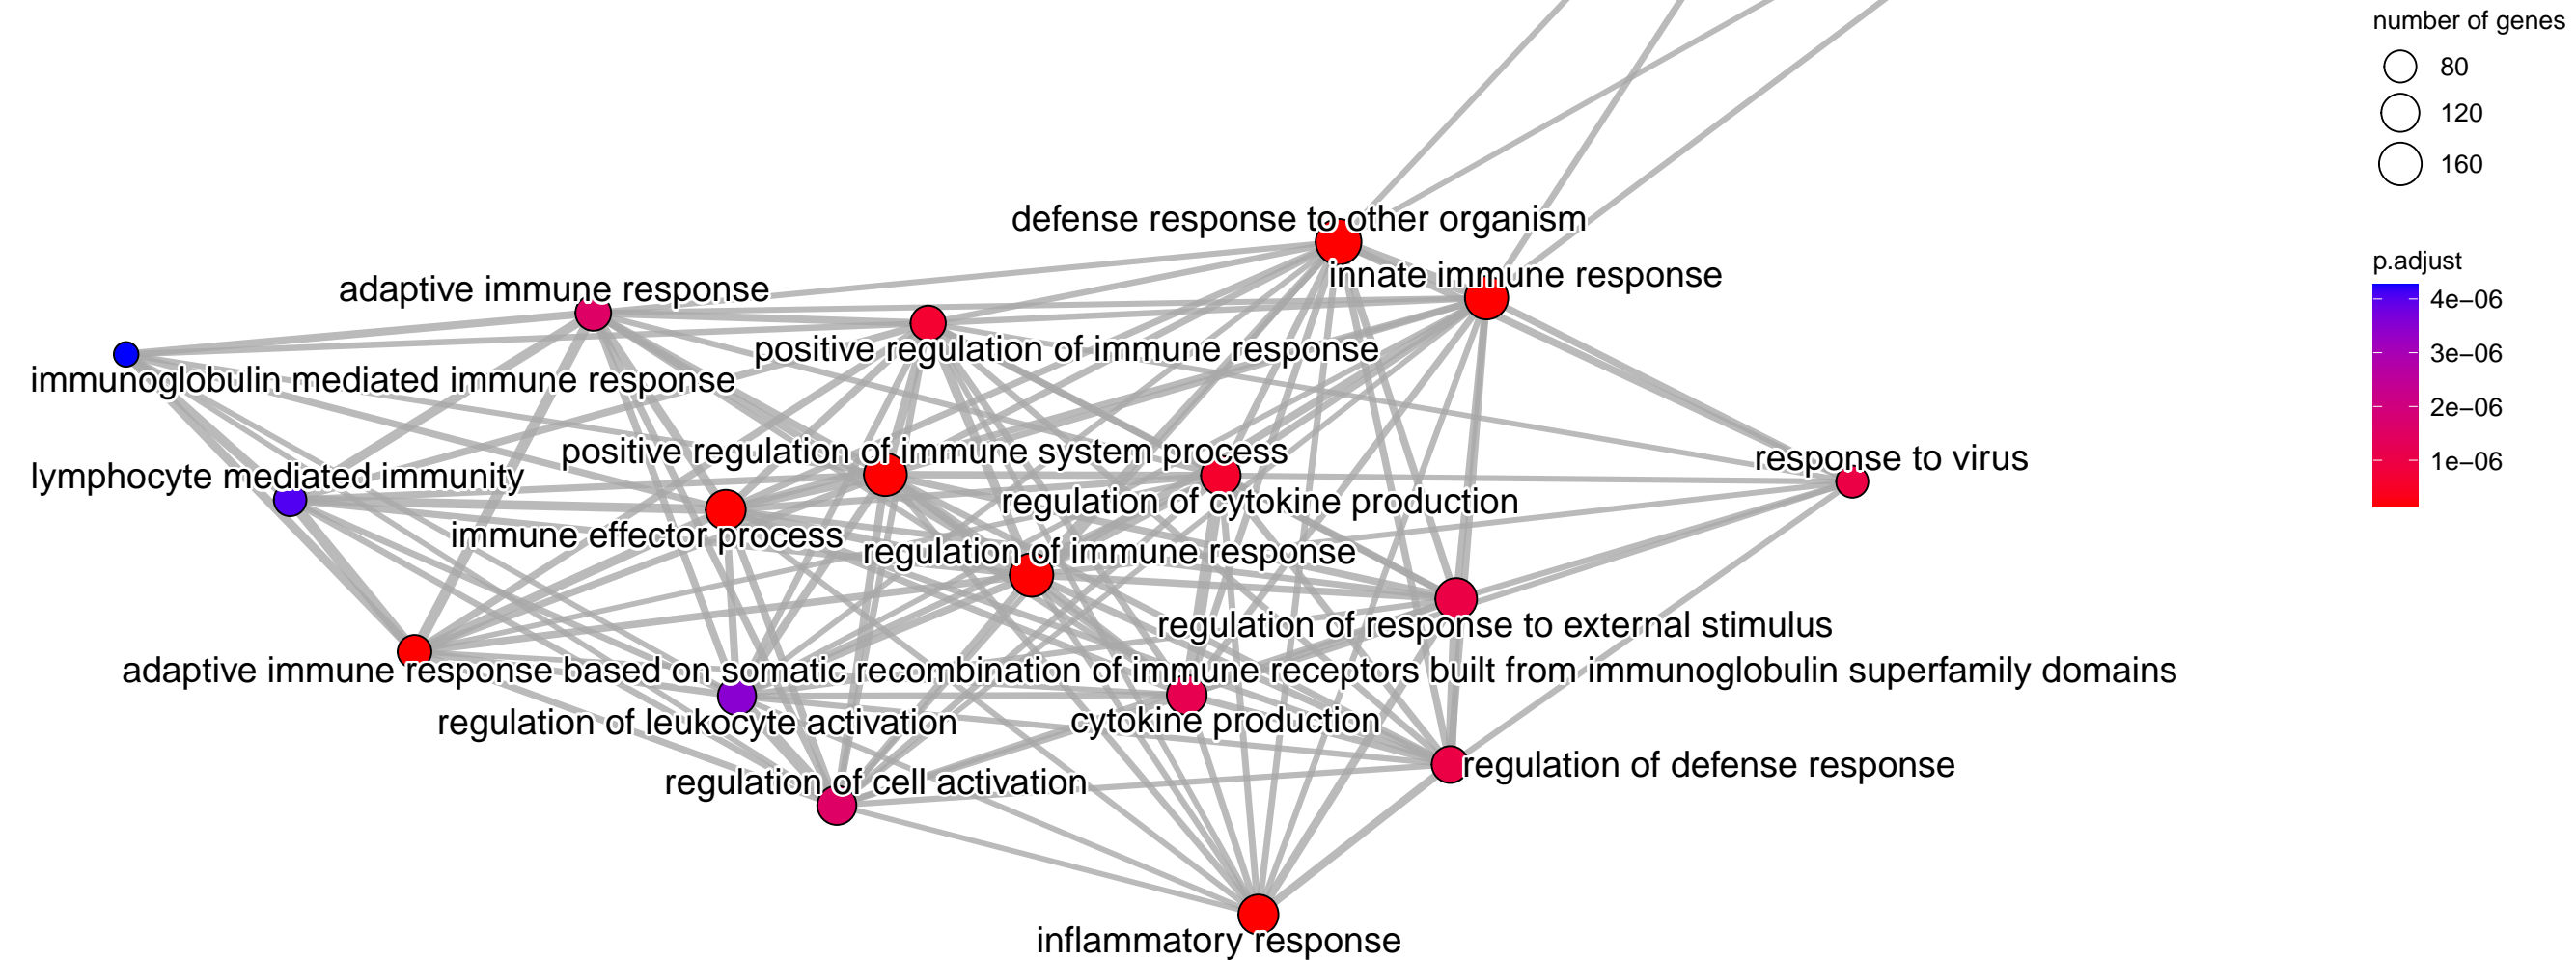 number of genes
80
120
160
defense response to other organism
p.adjust
innate immune response
adaptive immune response
4e−06
positive regulation of immune response
3e−06
immunoglobulin mediated immune response
2e−06
positive regulation of immune system process
response to virus
1e−06
lymphocyte mediated immunity
regulation of cytokine production
immune effector process
regulation of immune response
regulation of response to external stimulus
adaptive immune response based on somatic recombination of immune receptors built from immunoglobulin superfamily domains
regulation of leukocyte activation
cytokine production
regulation of defense response
regulation of cell activation
inflammatory response